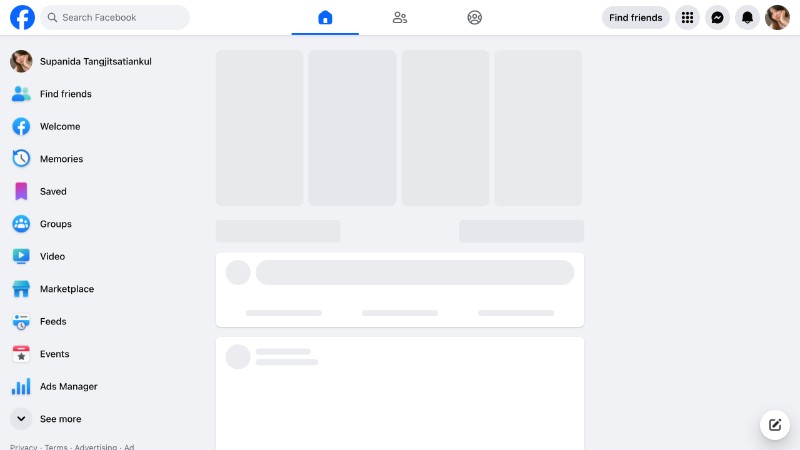 Search Facebook
Find friends
Supanida Tangjitsatiankul
Find friends
Welcome
Memories
Saved
Groups
Video
Marketplace
Feeds
Events
Ads Manager
See more
Privacy · Terms · Advertising · Ad